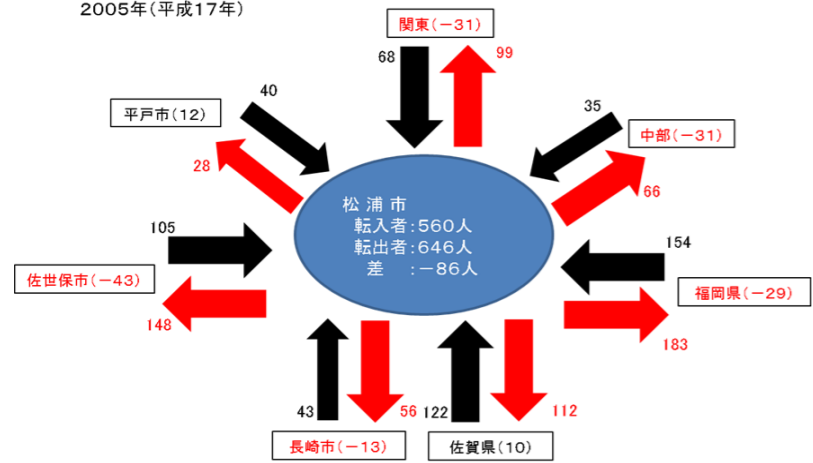 2005年(平成17年)
関東(－31)
68
99
40
平戸市(12)
28
35
中部(－31)
66
松浦市
転入者:560人
転出者:646人
差　:－86人
105
佐世保市(－43)
148
154
福岡県(－29)
183
43
56
長崎市(－13)
122
112
佐賀県(10)